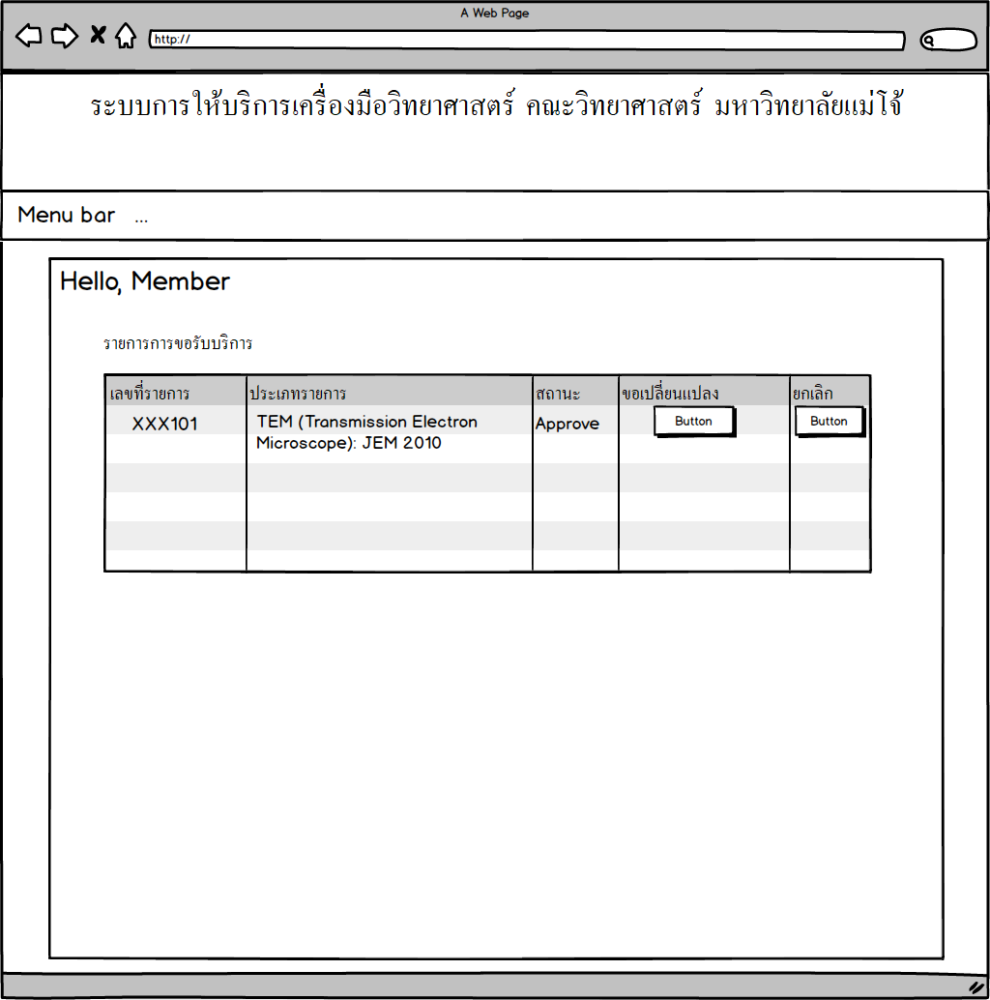 A Web Page
http://
ระบบการให้บริการเครื่องมือวิทยาศาสตร์ คณะวิทยาศาสตร์ มหาวิทยาลัยแม่โจ้
Menu bar ...
Hello, Member
รายการการขอรับบริการ
เลขที่รายการ ประเภทรายการ สถานะ ขอเปลี่ยนแปลง ยกเลิก
XXX101 TEM (Transmission Electron Approve Button Button
Microscope): JEM 2010